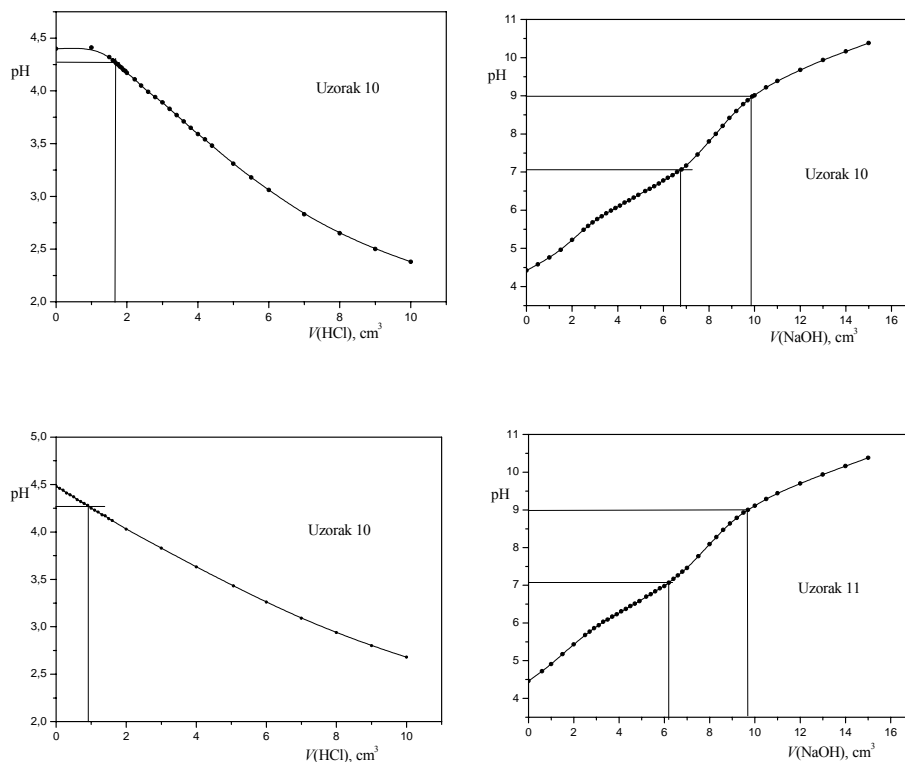 4,5
4,0
3,5
3,0
2,5
2,0
pH
Uzorak 10
0 2 4 6 8 10
V(HCl), cm³
11
10
9
8
7
6
5
4
pH
Uzorak 10
0 2 4 6 8 10 12 14 16
V(NaOH), cm³
5,0
4,5
4,0
3,5
3,0
2,5
2,0
pH
Uzorak 10
0 2 4 6 8 10
V(HCl), cm³
11
10
9
8
7
6
5
4
pH
Uzorak 11
0 2 4 6 8 10 12 14 16
V(NaOH), cm³